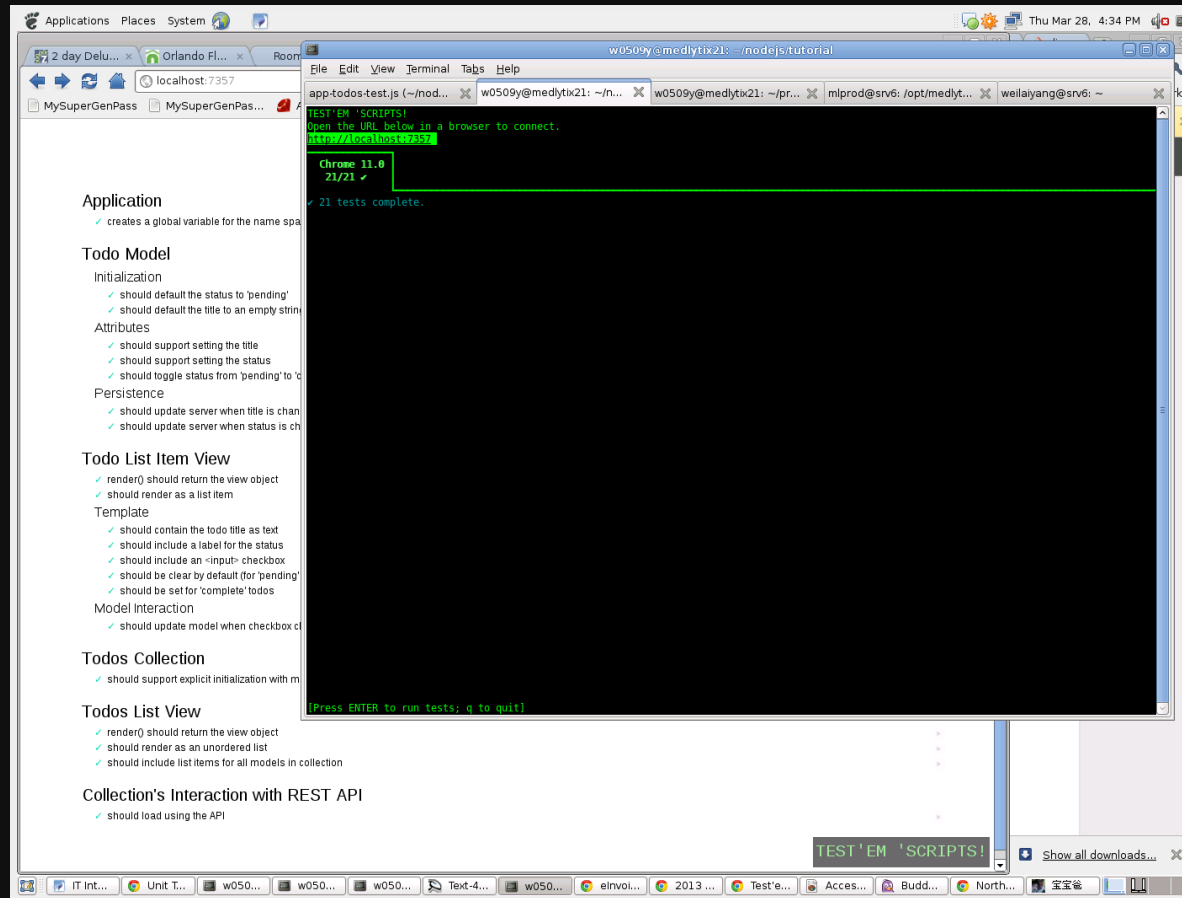 Applications Places System
Thu Mar 28, 4:34 PM
2 day Delu...
Orlando Fl...
Room
localhost:7357
MySuperGenPass
MySuperGenPas...
w0509y@medlytix21: ~/nodejs/tutorial
File Edit View Terminal Tabs Help
app-todos-test.js (~/nod...
w0509y@medlytix21: ~/n...
w0509y@medlytix21: ~/pr...
mlprod@srv6: /opt/medlyt...
weilaiyang@srv6: ~
TEST'EM 'SCRIPTS!
Open the URL below in a browser to connect.
http://localhost:7357
Chrome 11.0
21/21 ✔
✔ 21 tests complete.
[Press ENTER to run tests; q to quit]
Application
✓ creates a global variable for the name spa
Todo Model
Initialization
✓ should default the status to 'pending'
✓ should default the title to an empty string
Attributes
✓ should support setting the title
✓ should support setting the status
✓ should toggle status from 'pending' to 'c
Persistence
✓ should update server when title is chan
✓ should update server when status is ch
Todo List Item View
✓ render() should return the view object
✓ should render as a list item
Template
✓ should contain the todo title as text
✓ should include a label for the status
✓ should include an <input> checkbox
✓ should be clear by default (for 'pending'
✓ should be set for 'complete' todos
Model Interaction
✓ should update model when checkbox cl
Todos Collection
✓ should support explicit initialization with m
Todos List View
✓ render() should return the view object
✓ should render as an unordered list
✓ should include list items for all models in collection
Collection's Interaction with REST API
✓ should load using the API
TEST'EM 'SCRIPTS!
Show all downloads...
IT Int...
Unit T...
w050...
w050...
w050...
Text-4...
w050...
eInvoi...
2013 ...
Test'e...
Acces...
Budd...
North...
宝宝爸